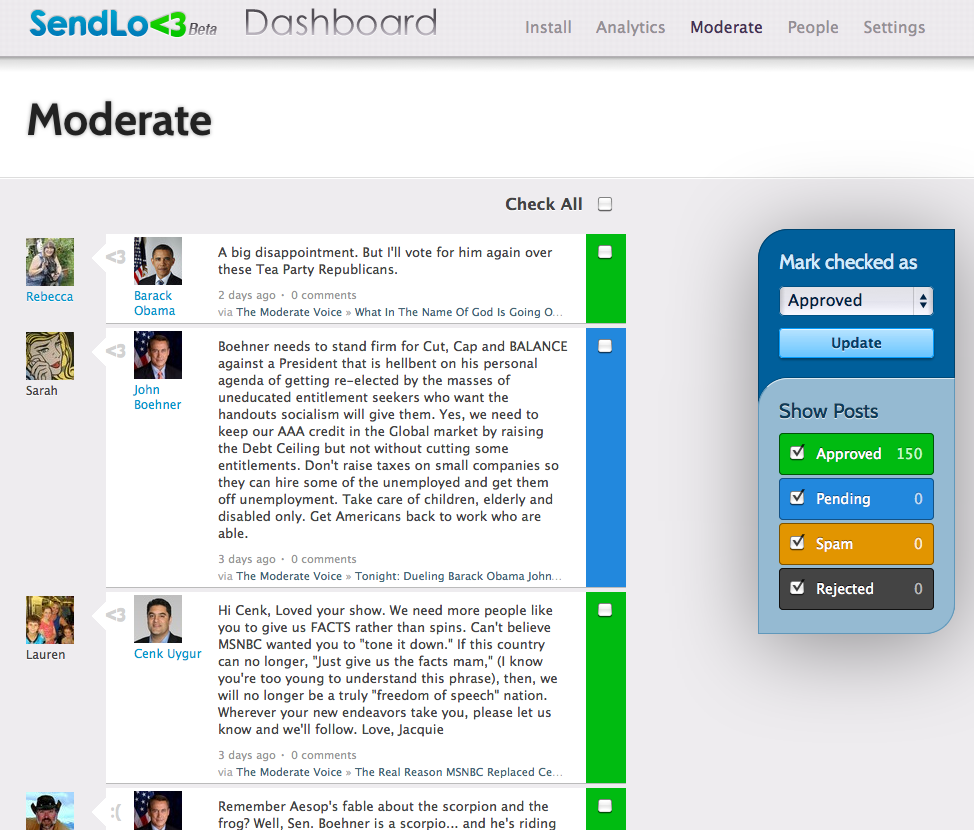 SendLo<3 Beta Dashboard Install Analytics Moderate People Settings
Moderate
Check All
Rebecca
<3
Barack
Obama
A big disappointment. But I'll vote for him again over
these Tea Party Republicans.
2 days ago · 0 comments
via The Moderate Voice » What In The Name Of God Is Going O...
Sarah
<3
John
Boehner
Boehner needs to stand firm for Cut, Cap and BALANCE
against a President that is hellbent on his personal
agenda of getting re-elected by the masses of
uneducated entitlement seekers who want the
handouts socialism will give them. Yes, we need to
keep our AAA credit in the Global market by raising
the Debt Ceiling but not without cutting some
entitlements. Don't raise taxes on small companies so
they can hire some of the unemployed and get them
off unemployment. Take care of children, elderly and
disabled only. Get Americans back to work who are
able.
3 days ago · 0 comments
via The Moderate Voice » Tonight: Dueling Barack Obama John...
Lauren
<3
Cenk Uygur
Hi Cenk, Loved your show. We need more people like
you to give us FACTS rather than spins. Can't believe
MSNBC wanted you to "tone it down." If this country
can no longer, "Just give us the facts mam," (I know
you're too young to understand this phrase), then, we
will no longer be a truly "freedom of speech" nation.
Wherever your new endeavors take you, please let us
know and we'll follow. Love, Jacquie
3 days ago · 0 comments
via The Moderate Voice » The Real Reason MSNBC Replaced Ce...
:(
Remember Aesop's fable about the scorpion and the
frog? Well, Sen. Boehner is a scorpio... and he's riding
Mark checked as
Approved
Update
Show Posts
Approved 150
Pending 0
Spam 0
Rejected 0